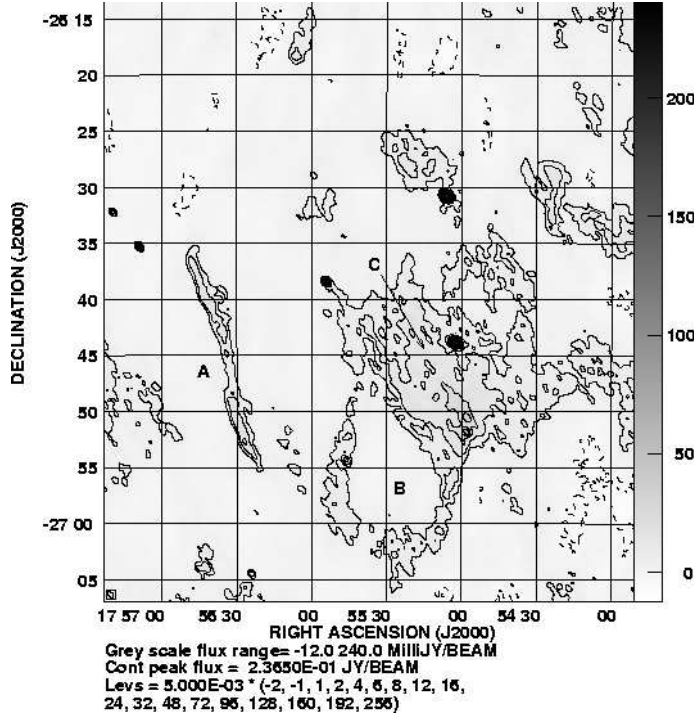 -26 15
20
25
30
35
40
45
50
55
-27 00
05
DECLINATION (J2000)
A
B
C
200
150
100
50
0
17 57 00 56 30 00 55 30 00 54 30 00
RIGHT ASCENSION (J2000)
Grey scale flux range= -12.0 240.0 MilliJY/BEAM
Cont peak flux = 2.3650E-01 JY/BEAM
Levs = 5.000E-03 * (-2, -1, 1, 2, 4, 6, 8, 12, 16,
24, 32, 48, 72, 96, 128, 160, 192, 256)